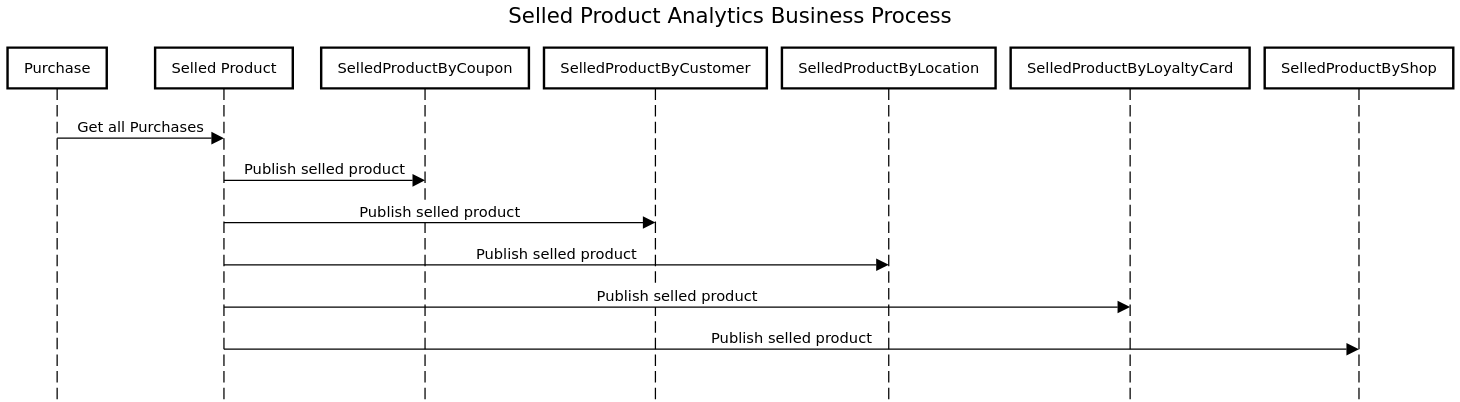 Selled Product Analytics Business Process
Purchase
Selled Product
SelledProductByCoupon
SelledProductByCustomer
SelledProductByLocation
SelledProductByLoyaltyCard
SelledProductByShop
Get all Purchases
Publish selled product
Publish selled product
Publish selled product
Publish selled product
Publish selled product